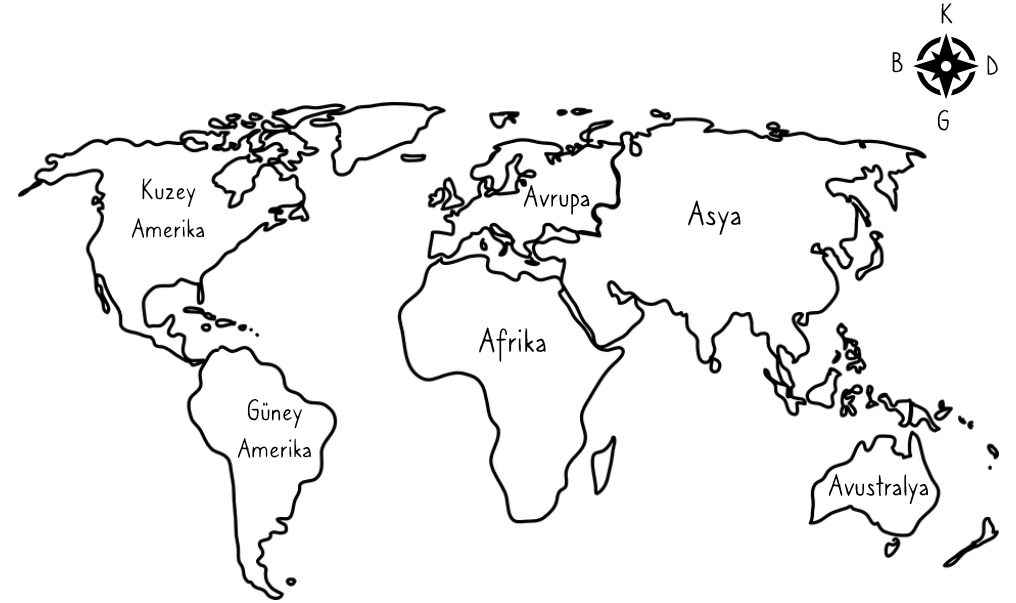 K
B
D
G
Kuzey
Amerika
Avrupa
Asya
Afrika
Güney
Amerika
Avustralya